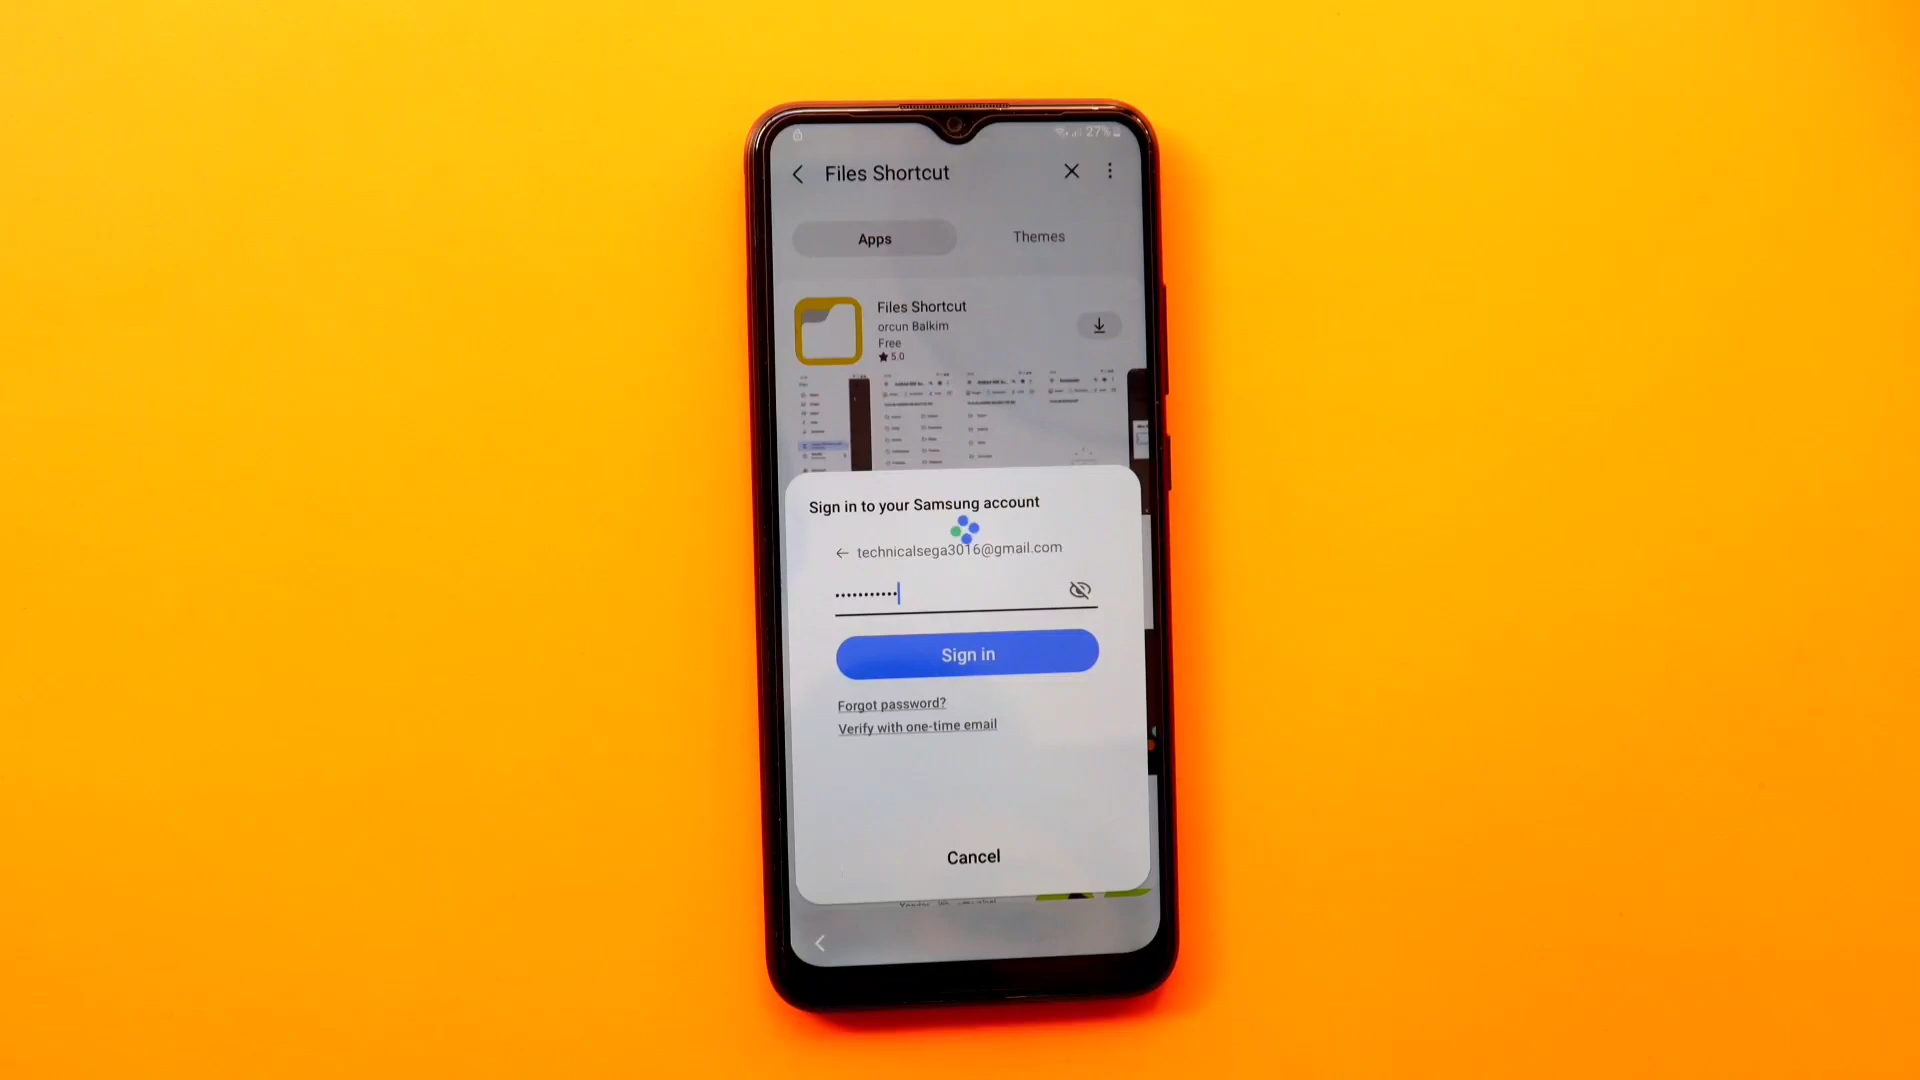 27%
Files Shortcut
Apps
Themes
Files Shortcut
orcun Balkim
Free
5.0
Sign in to your Samsung account
technicalsega3016@gmail.com
•••••••••••
Sign in
Forgot password?
Verify with one-time email
Cancel